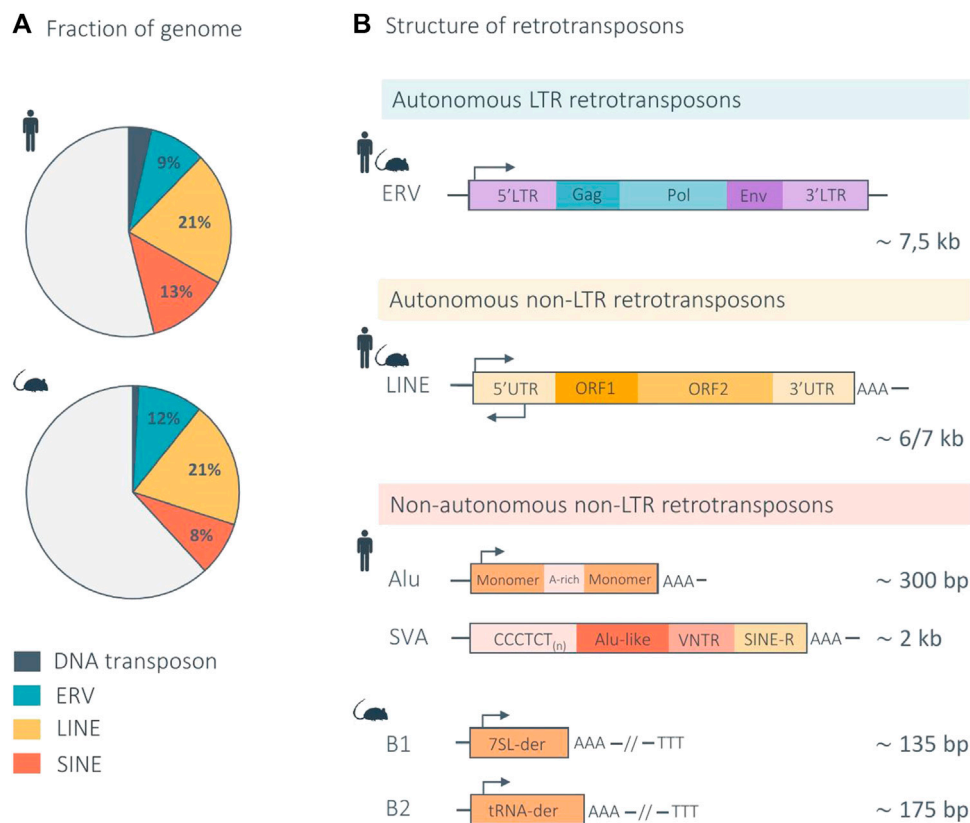 A Fraction of genome
9%
21%
13%
12%
21%
8%
DNA transposon
ERV
LINE
SINE
B Structure of retrotransposons
Autonomous LTR retrotransposons
ERV 5'LTR Gag Pol Env 3'LTR
~ 7,5 kb
Autonomous non-LTR retrotransposons
LINE 5'UTR ORF1 ORF2 3'UTR AAA
~ 6/7 kb
Non-autonomous non-LTR retrotransposons
Alu Monomer A-rich Monomer AAA ~ 300 bp
SVA CCCTCT(n) Alu-like VNTR SINE-R AAA ~ 2 kb
B1 7SL-der AAA –//– TTT ~ 135 bp
B2 tRNA-der AAA –//– TTT ~ 175 bp